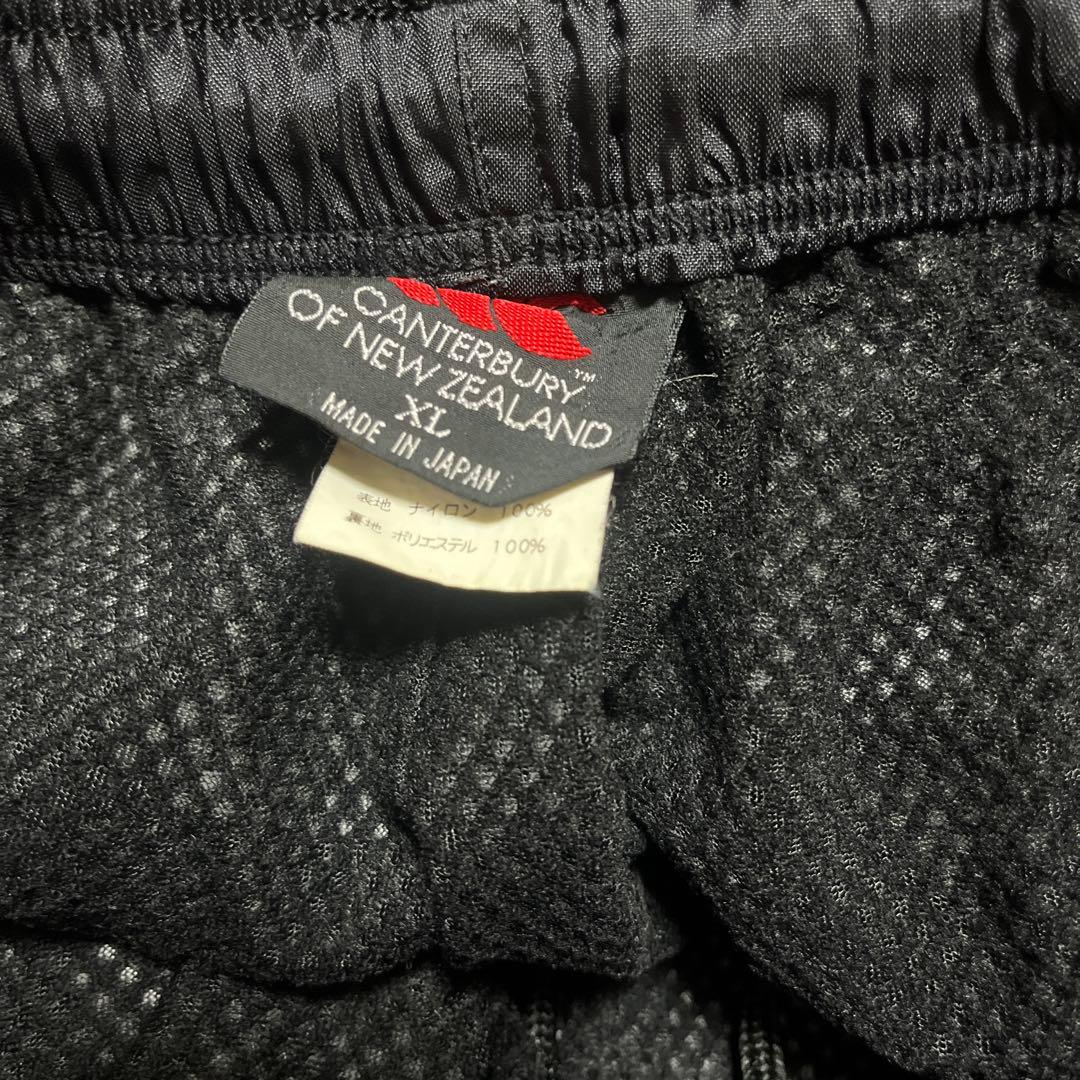 CANTERBURY™
OF NEW ZEALAND
XL
MADE IN JAPAN
表地 ナイロン 100%
裏地 ポリエステル 100%